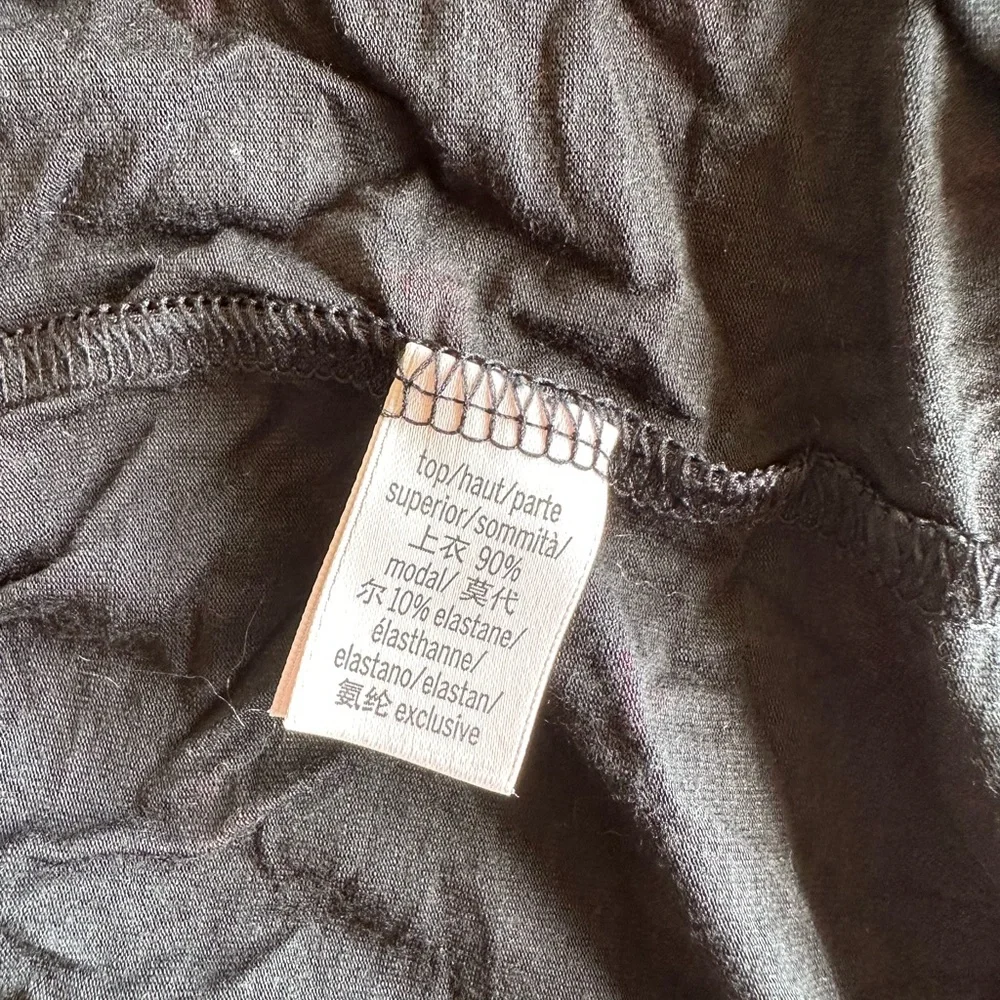 top/haut/parte
superior/sommità/
上衣 90%
modal/ 莫代
尔 10% elastane/
élasthanne/
elastano/elastan/
氨纶 exclusive